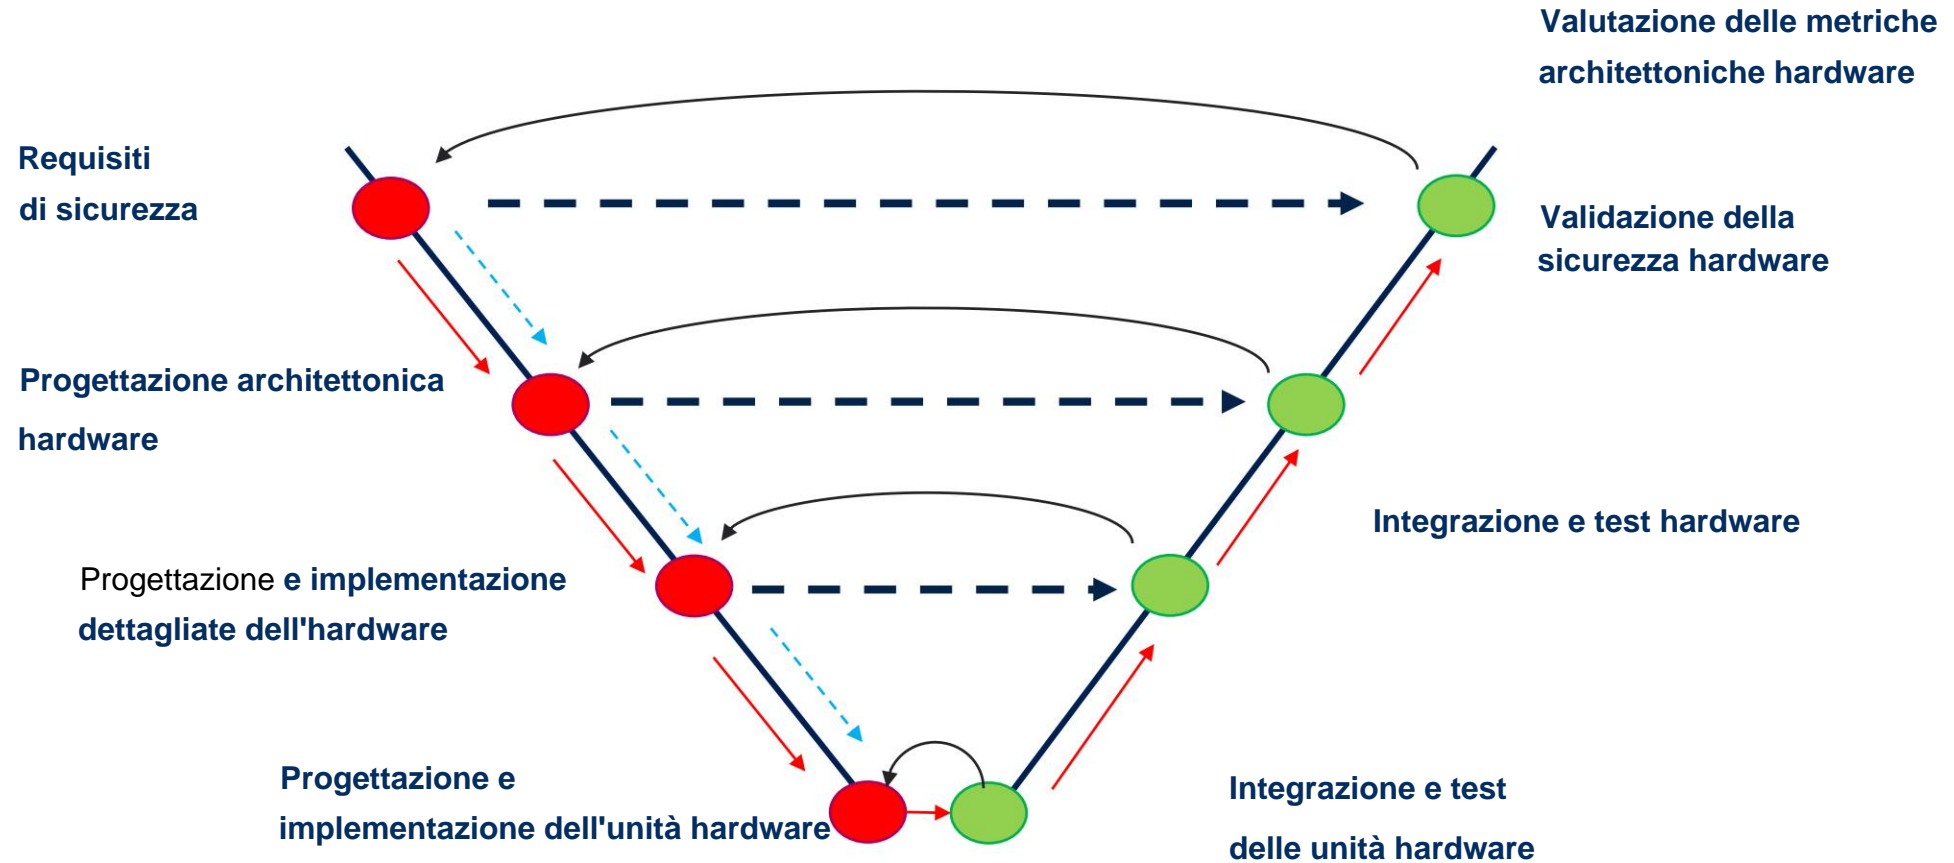 Valutazione delle metriche
architettoniche hardware
Requisiti
di sicurezza
Validazione della
sicurezza hardware
Progettazione architettonica
hardware
Integrazione e test hardware
Progettazione e implementazione
dettagliate dell'hardware
Progettazione e
implementazione dell'unità hardware
Integrazione e test
delle unità hardware